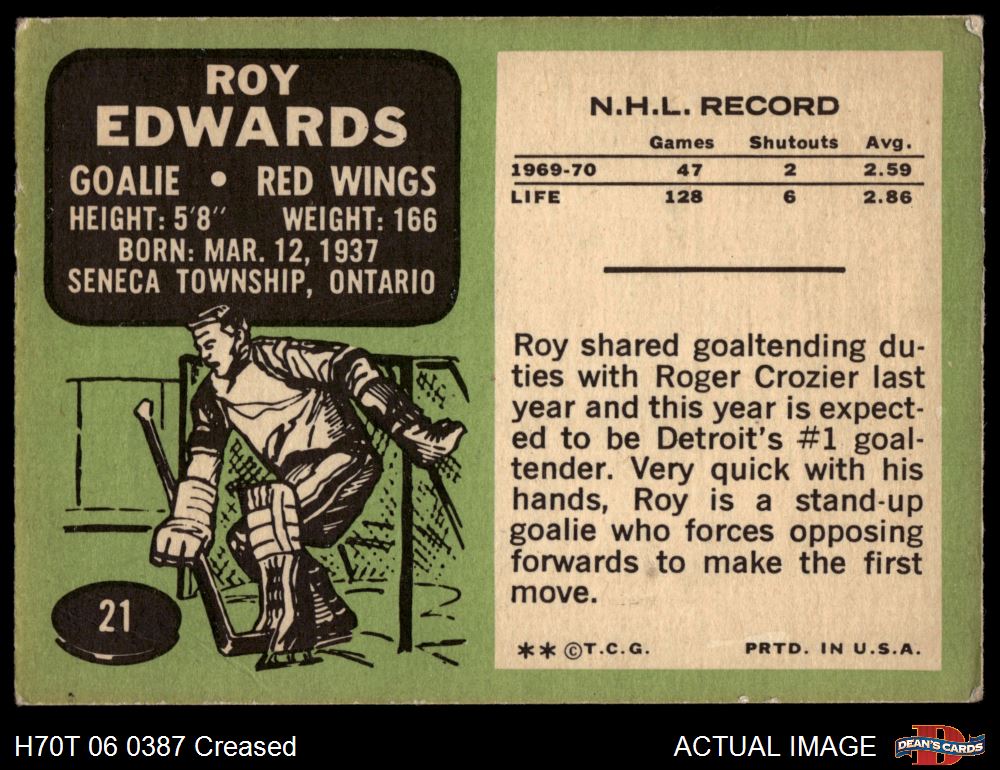 ROY
EDWARDS
GOALIE • RED WINGS
HEIGHT: 5'8" WEIGHT: 166
BORN: MAR. 12, 1937
SENECA TOWNSHIP, ONTARIO
21
N.H.L. RECORD
Games Shutouts Avg.
1969-70 47 2 2.59
LIFE 128 6 2.86
Roy shared goaltending du-
ties with Roger Crozier last
year and this year is expect-
ed to be Detroit's #1 goal-
tender. Very quick with his
hands, Roy is a stand-up
goalie who forces opposing
forwards to make the first
move.
** © T.C.G. PRTD. IN U.S.A.
H70T 06 0387 Creased
ACTUAL IMAGE
DEAN'S CARDS